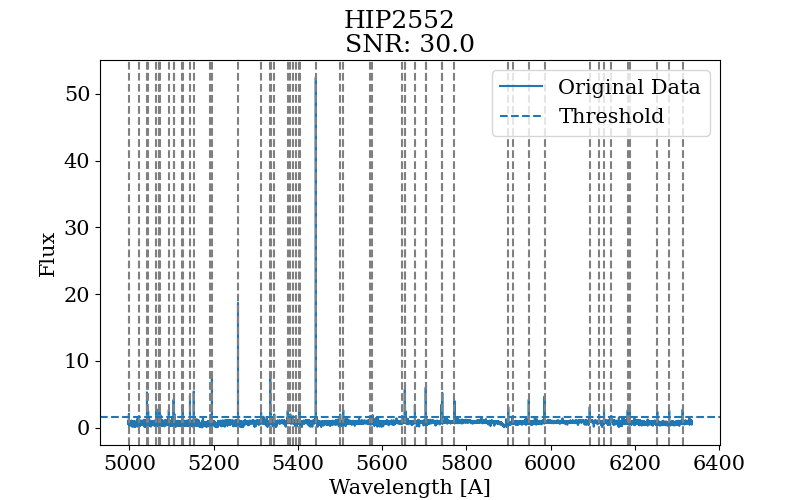 HIP2552
SNR: 30.0
Original Data
Threshold
Flux
50
40
30
20
10
0
5000 5200 5400 5600 5800 6000 6200 6400
Wavelength [A]